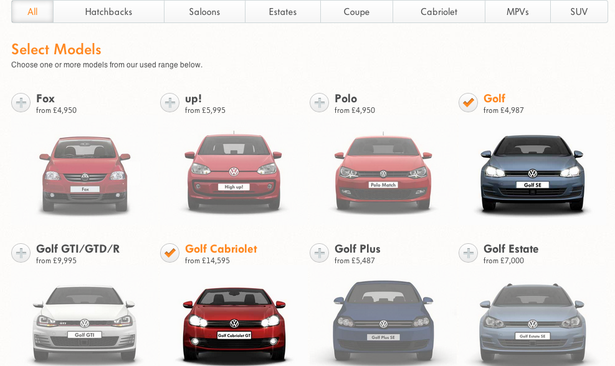 All Hatchbacks Saloons Estates Coupe Cabriolet MPVs SUV
Select Models
Choose one or more models from our used range below.
Fox up! Polo Golf
from £4,950 from £5,995 from £4,950 from £4,987
Fox High up! Polo Match Golf SE
Golf GTI/GTD/R Golf Cabriolet Golf Plus Golf Estate
from £9,995 from £14,595 from £5,487 from £7,000
Golf GTI Golf Cabriolet GT Golf Plus SE Golf Estate SE